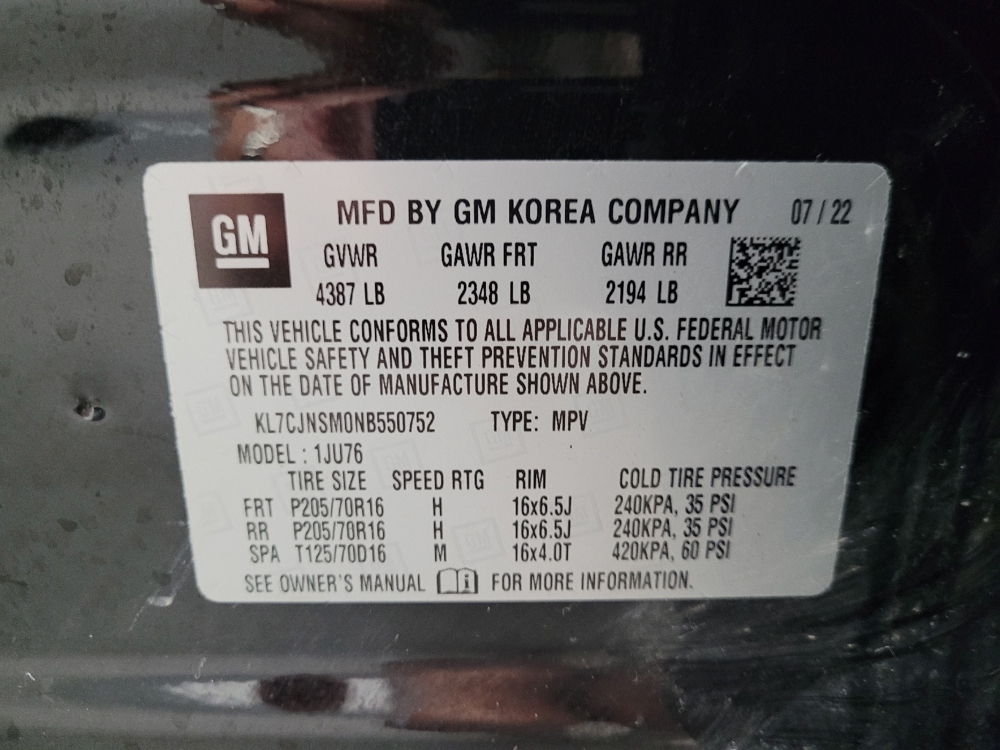 GM
MFD BY GM KOREA COMPANY 07/22
GVWR GAWR FRT GAWR RR
4387 LB 2348 LB 2194 LB
THIS VEHICLE CONFORMS TO ALL APPLICABLE U.S. FEDERAL MOTOR
VEHICLE SAFETY AND THEFT PREVENTION STANDARDS IN EFFECT
ON THE DATE OF MANUFACTURE SHOWN ABOVE.
KL7CJNSM0NB550752 TYPE: MPV
MODEL : 1JU76
TIRE SIZE SPEED RTG RIM COLD TIRE PRESSURE
FRT P205/70R16 H 16x6.5J 240KPA, 35 PSI
RR P205/70R16 H 16x6.5J 240KPA, 35 PSI
SPA T125/70D16 M 16x4.0T 420KPA, 60 PSI
SEE OWNER'S MANUAL i FOR MORE INFORMATION.